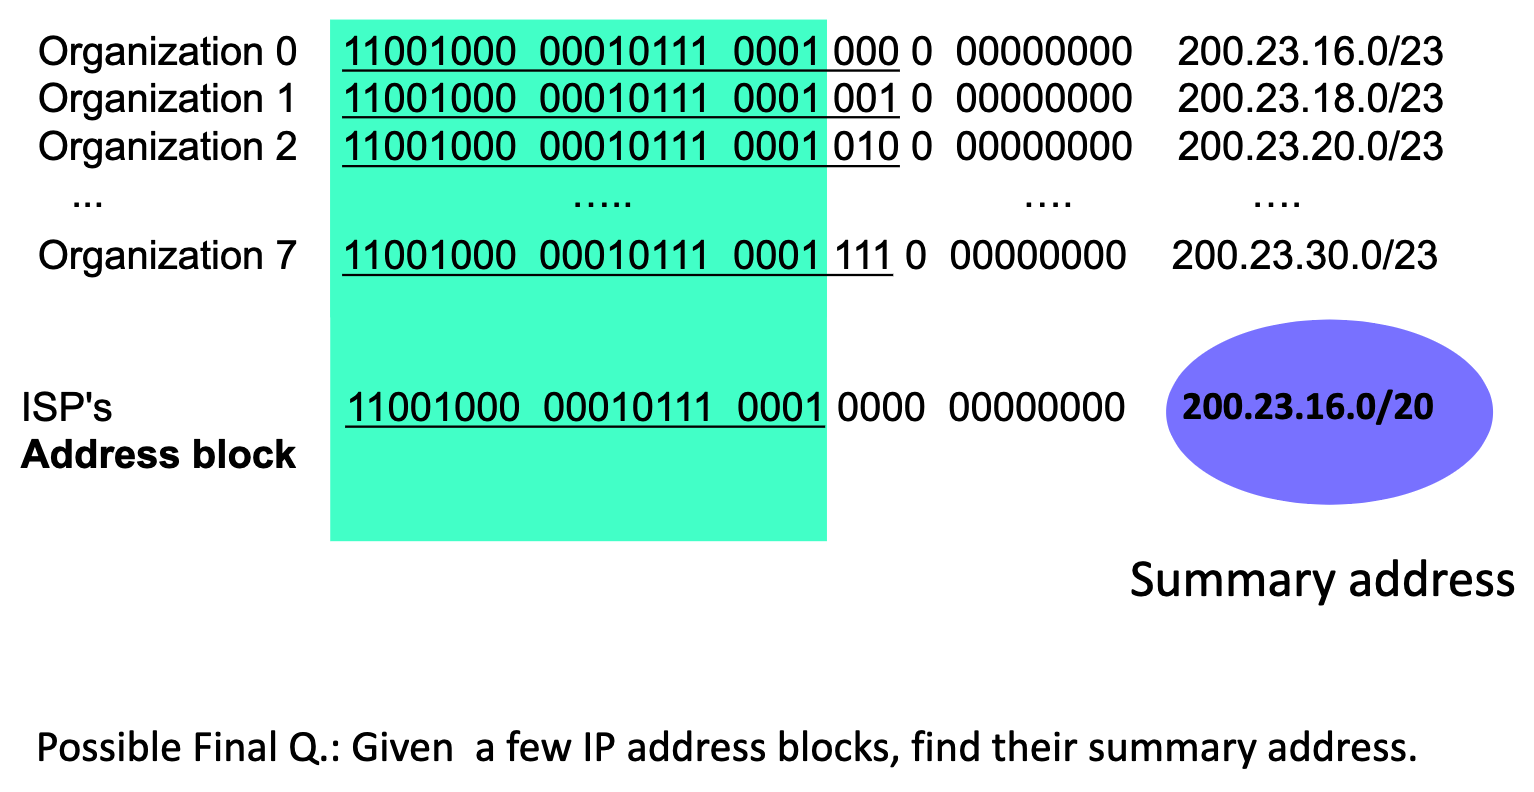 Organization 0 11001000 00010111 0001 000 0 00000000 200.23.16.0/23
Organization 1 11001000 00010111 0001 001 0 00000000 200.23.18.0/23
Organization 2 11001000 00010111 0001 010 0 00000000 200.23.20.0/23
... ….. …. ….
Organization 7 11001000 00010111 0001 111 0 00000000 200.23.30.0/23
ISP's 11001000 00010111 0001 0000 00000000 200.23.16.0/20
Address block
Summary address
Possible Final Q.: Given a few IP address blocks, find their summary address.